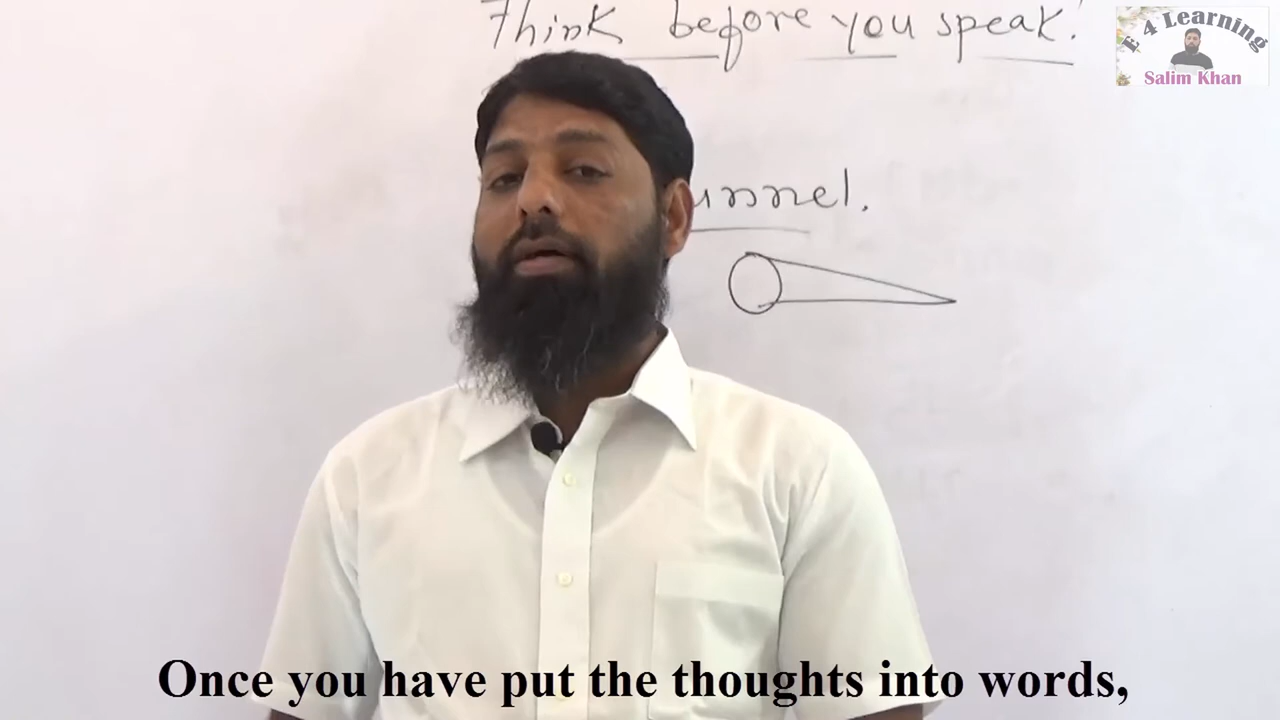 Think before you speak!
E 4 Learning
Salim Khan
Once you have put the thoughts into words,